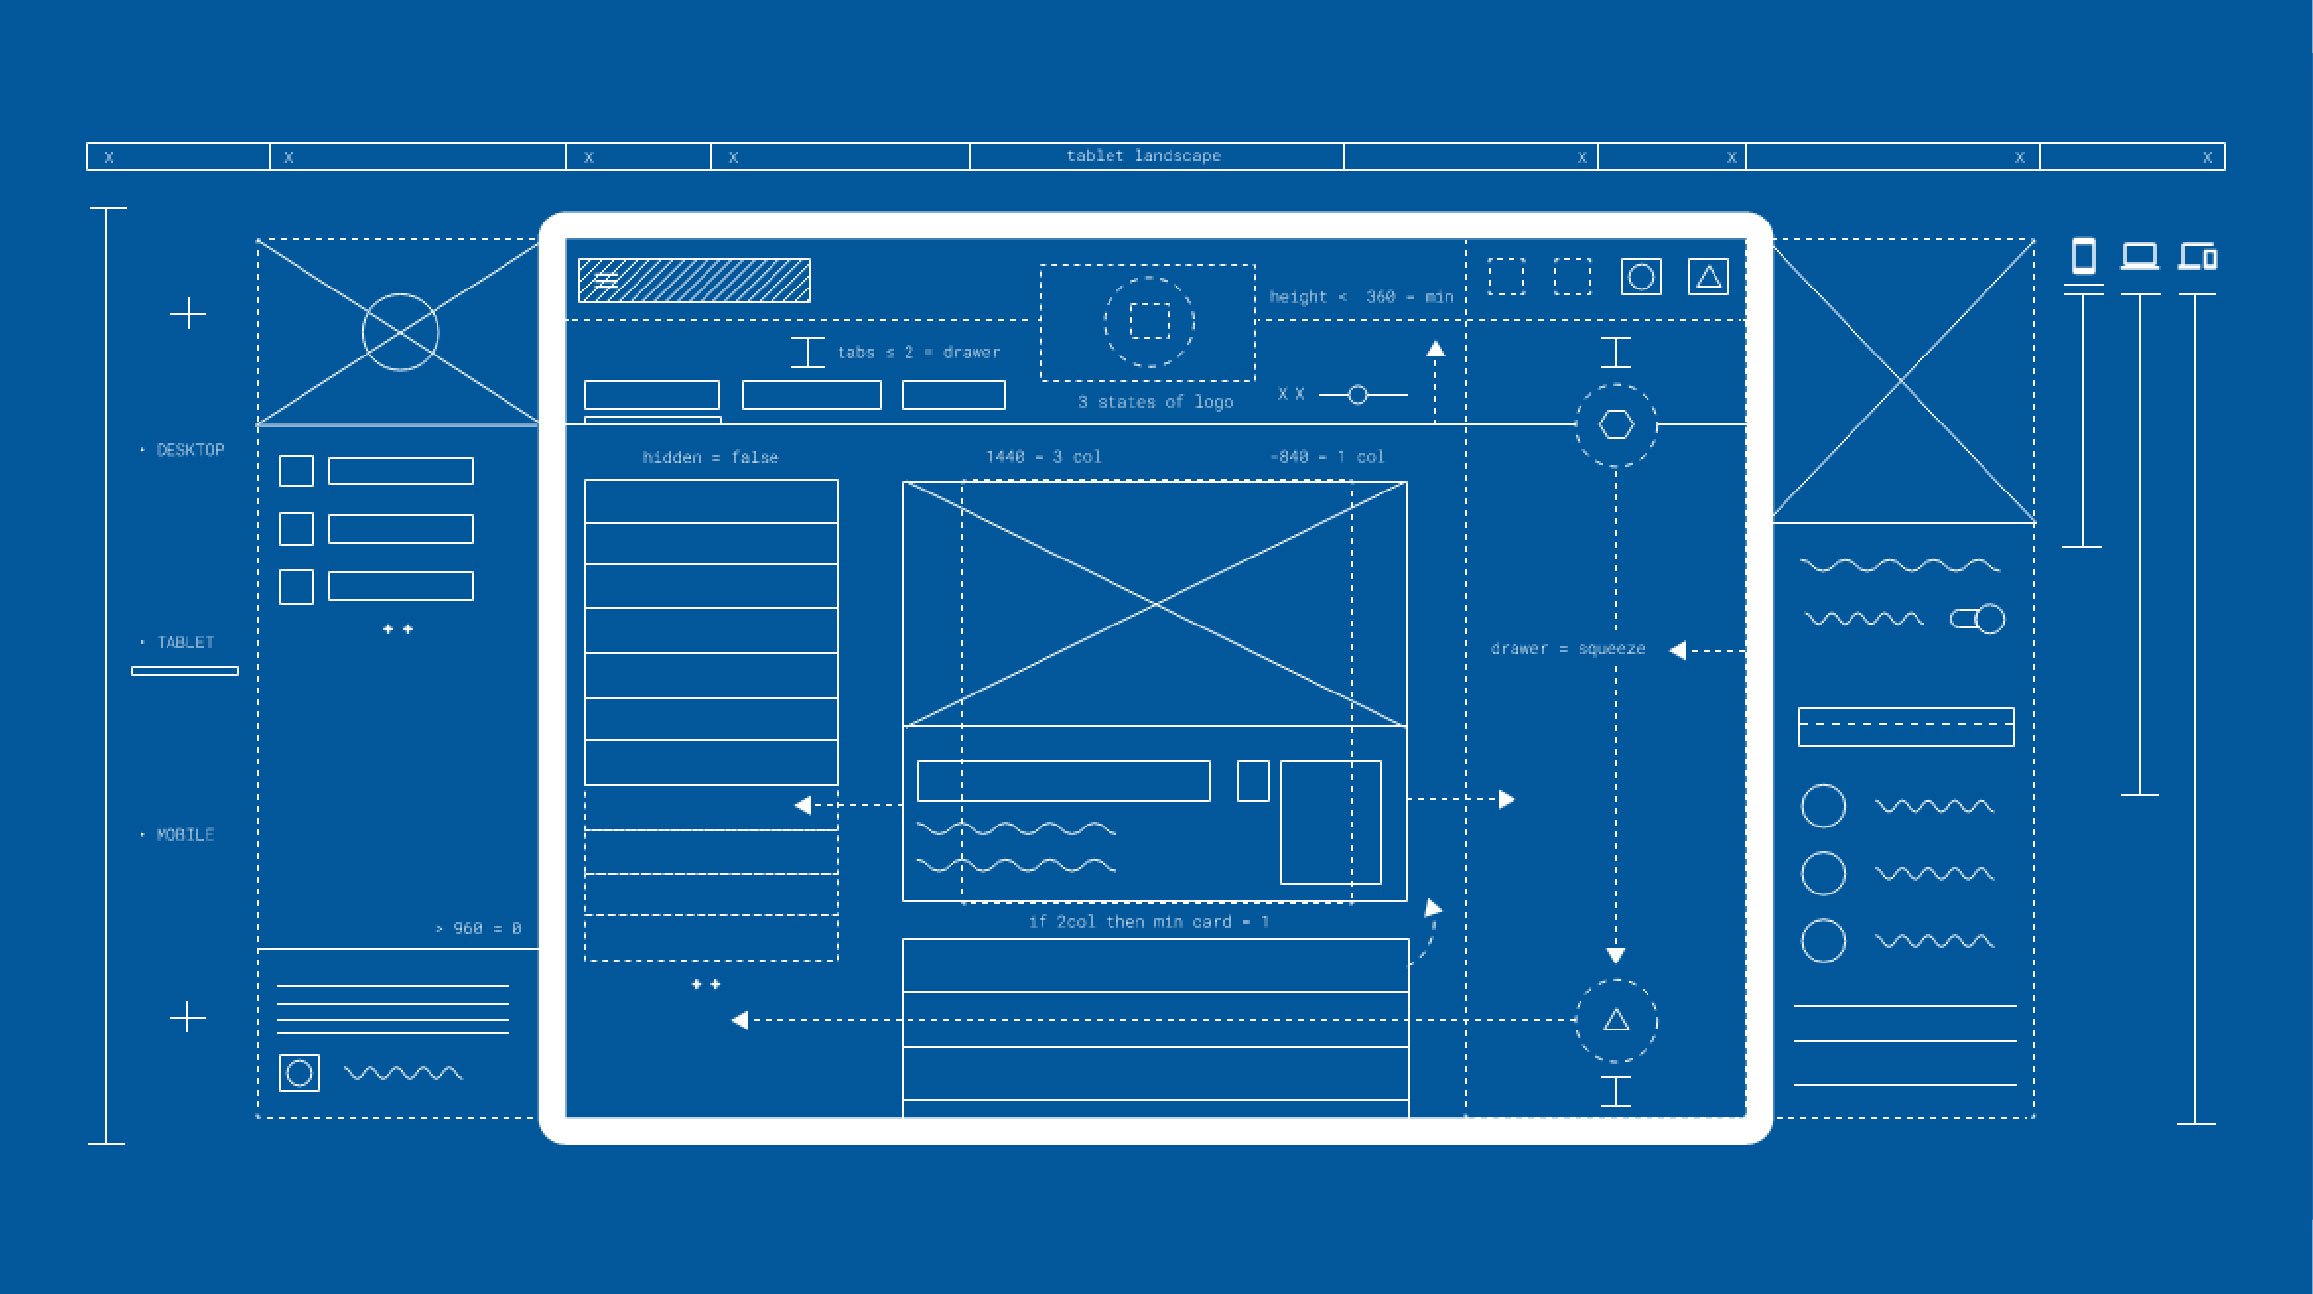 X X X X tablet landscape X X X X
height < 360 = min
tabs ≤ 2 = drawer
X X
3 states of logo
• DESKTOP
hidden = false
1440 = 3 col
-840 = 1 col
• TABLET
drawer = squeeze
• MOBILE
> 960 = 0
if 2col then min card = 1